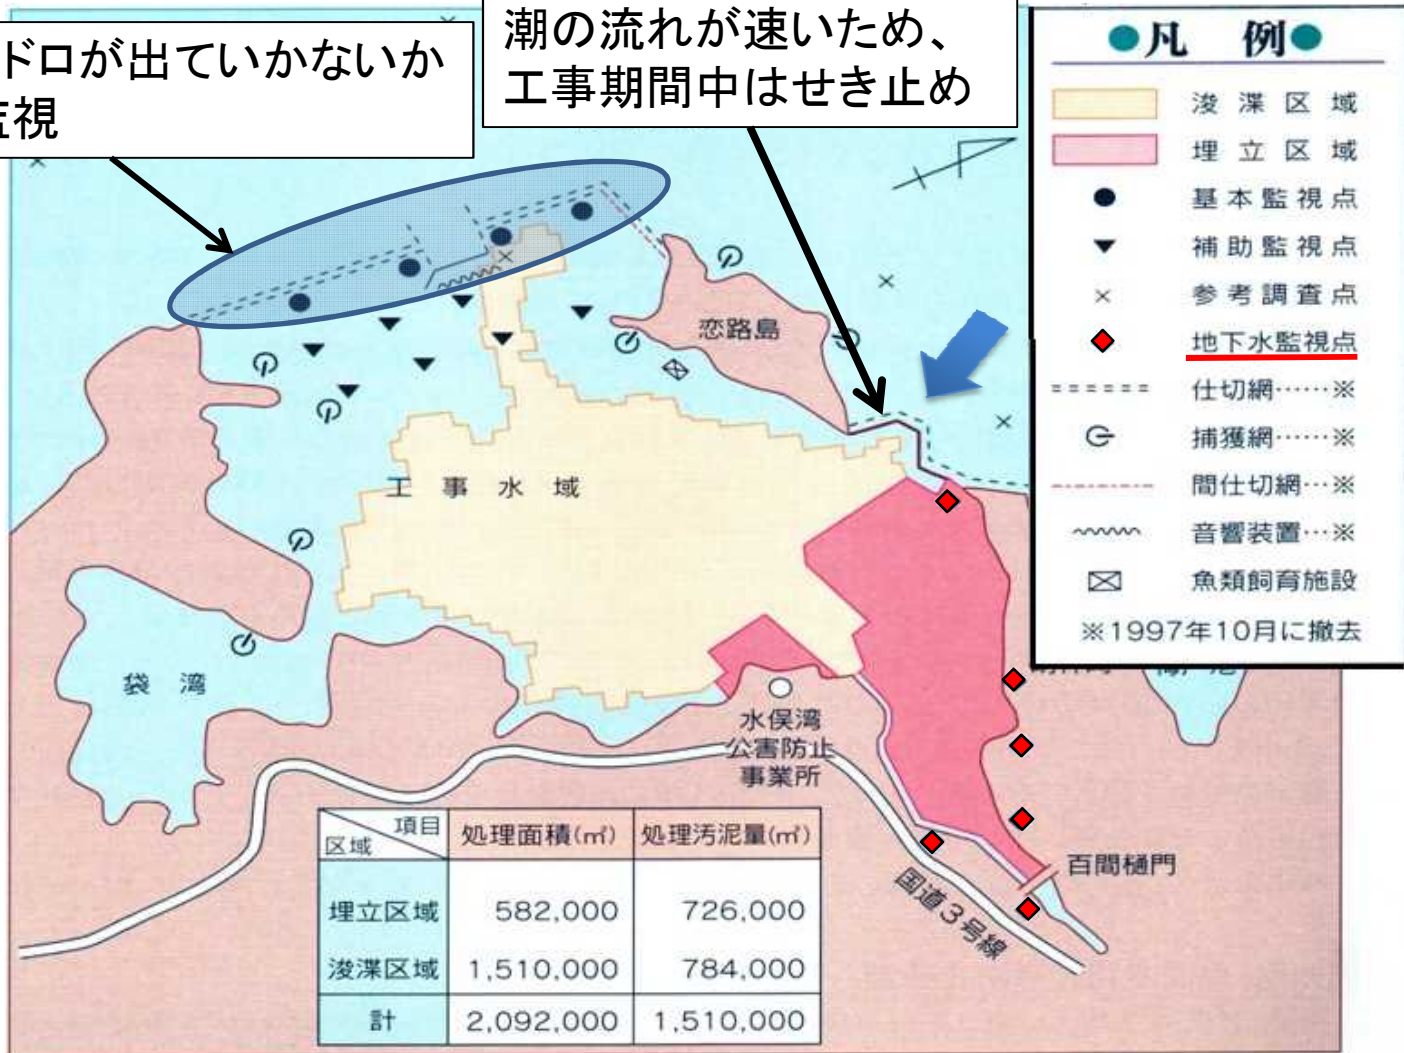 ドロが出ていかないか
監視
潮の流れが速いため、
工事期間中はせき止め
●凡 例●
浚渫区域
埋立区域
基本監視点
補助監視点
参考調査点
地下水監視点
仕切網……※
捕獲網……※
間仕切網…※
音響装置…※
魚類飼育施設
※1997年10月に撤去
恋路島
工事水域
袋湾
水俣湾
公害防止
事業所
百間樋門
国道3号線
項目
区域 処理面積(㎡) 処理汚泥量(㎥)
埋立区域 582,000 726,000
浚渫区域 1,510,000 784,000
計 2,092,000 1,510,000